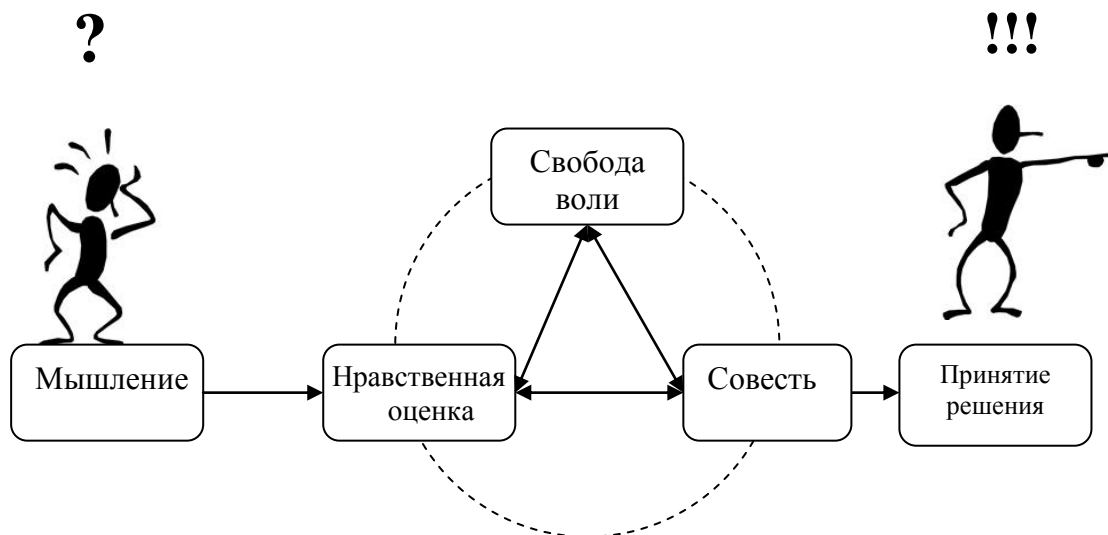 ?
!!!
Свобода
воли
Мышление
Нравственная
оценка
Совесть
Принятие
решения